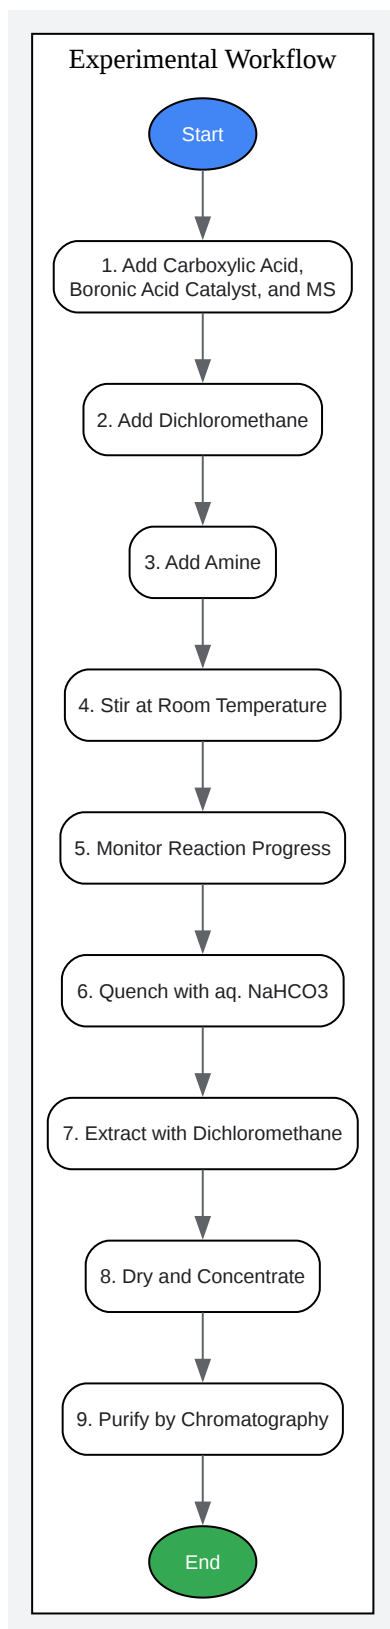 Experimental Workflow
Start
1. Add Carboxylic Acid,
Boronic Acid Catalyst, and MS
2. Add Dichloromethane
3. Add Amine
4. Stir at Room Temperature
5. Monitor Reaction Progress
6. Quench with aq. NaHCO3
7. Extract with Dichloromethane
8. Dry and Concentrate
9. Purify by Chromatography
End